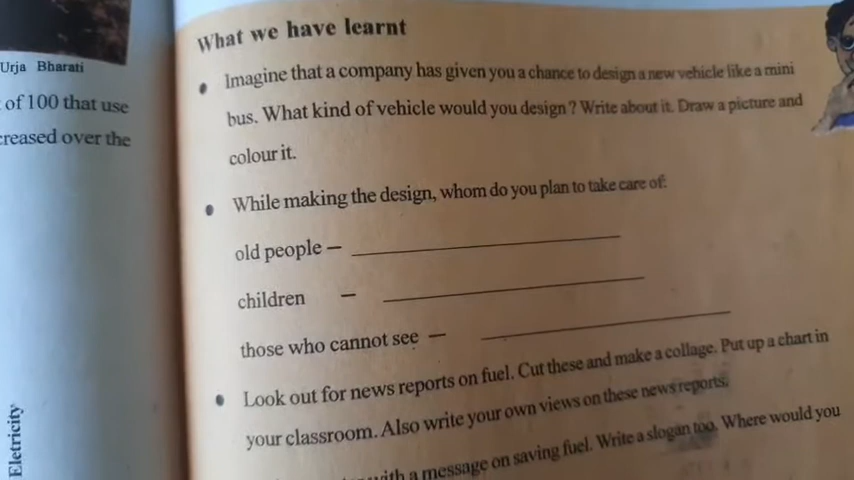 Urja Bharati
of 100 that use
creased over the
Eletricity
What we have learnt
• Imagine that a company has given you a chance to design a new vehicle like a mini
bus. What kind of vehicle would you design? Write about it. Draw a picture and
colour it.
• While making the design, whom do you plan to take care of:
old people –
children –
those who cannot see –
• Look out for news reports on fuel. Cut these and make a collage. Put up a chart in
your classroom. Also write your own views on these news reports.
with a message on saving fuel. Write a slogan too. Where would you